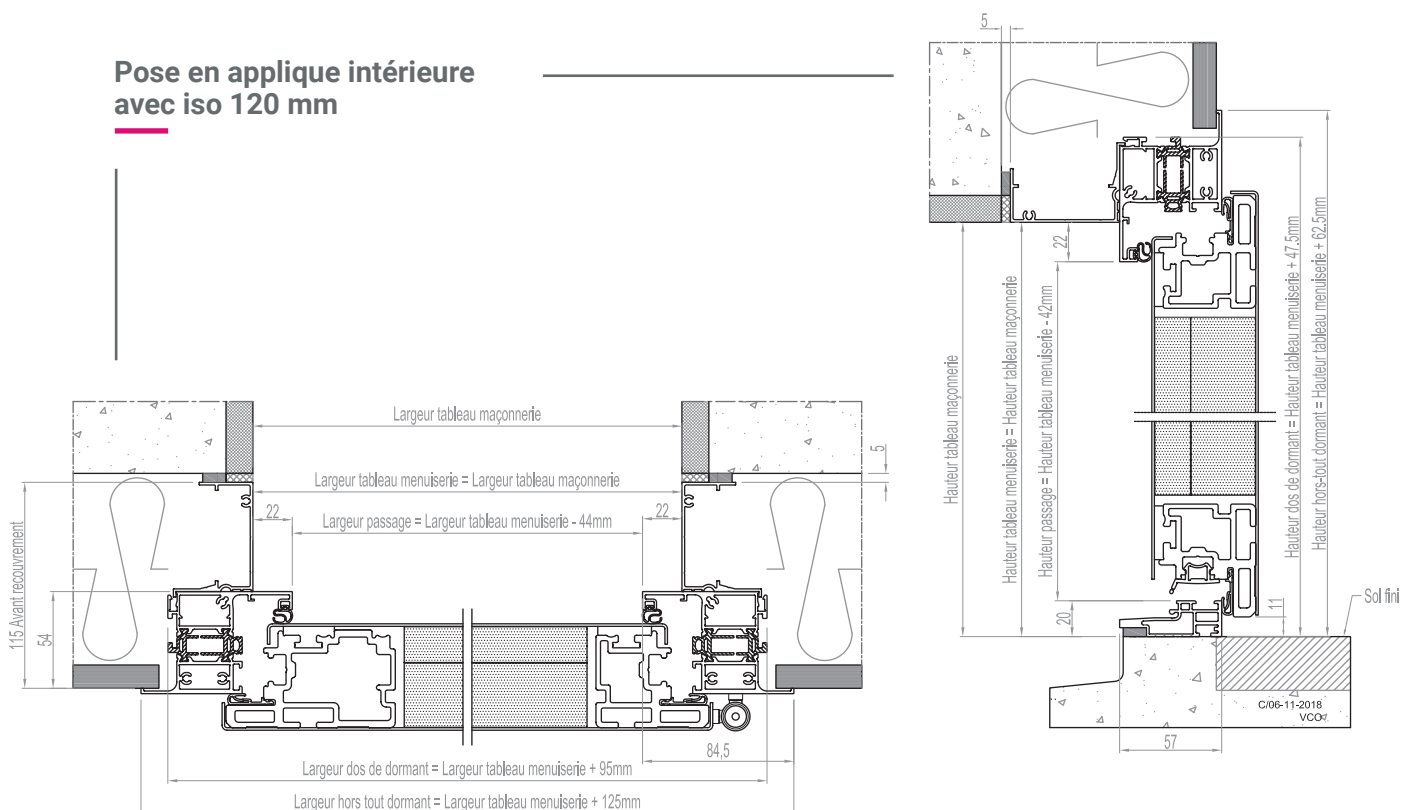 Pose en applique intérieure
avec iso 120 mm
Largeur tableau maçonnerie
5
Largeur tableau menuiserie = Largeur tableau maçonnerie
22
22
Largeur passage = Largeur tableau menuiserie - 44mm
115 Avant recouvrement
54
84,5
Largeur dos de dormant = Largeur tableau menuiserie + 95mm
Largeur hors tout dormant = Largeur tableau menuiserie + 125mm
5
22
Hauteur tableau maçonnerie
Hauteur tableau menuiserie = Hauteur tableau maçonnerie
Hauteur passage = Hauteur tableau menuiserie - 42mm
Hauteur dos de dormant = Hauteur tableau menuiserie + 47.5mm
Hauteur hors-tout dormant = Hauteur tableau menuiserie + 62.5mm
20
11
Sol fini
C/06-11-2018
VCO
57